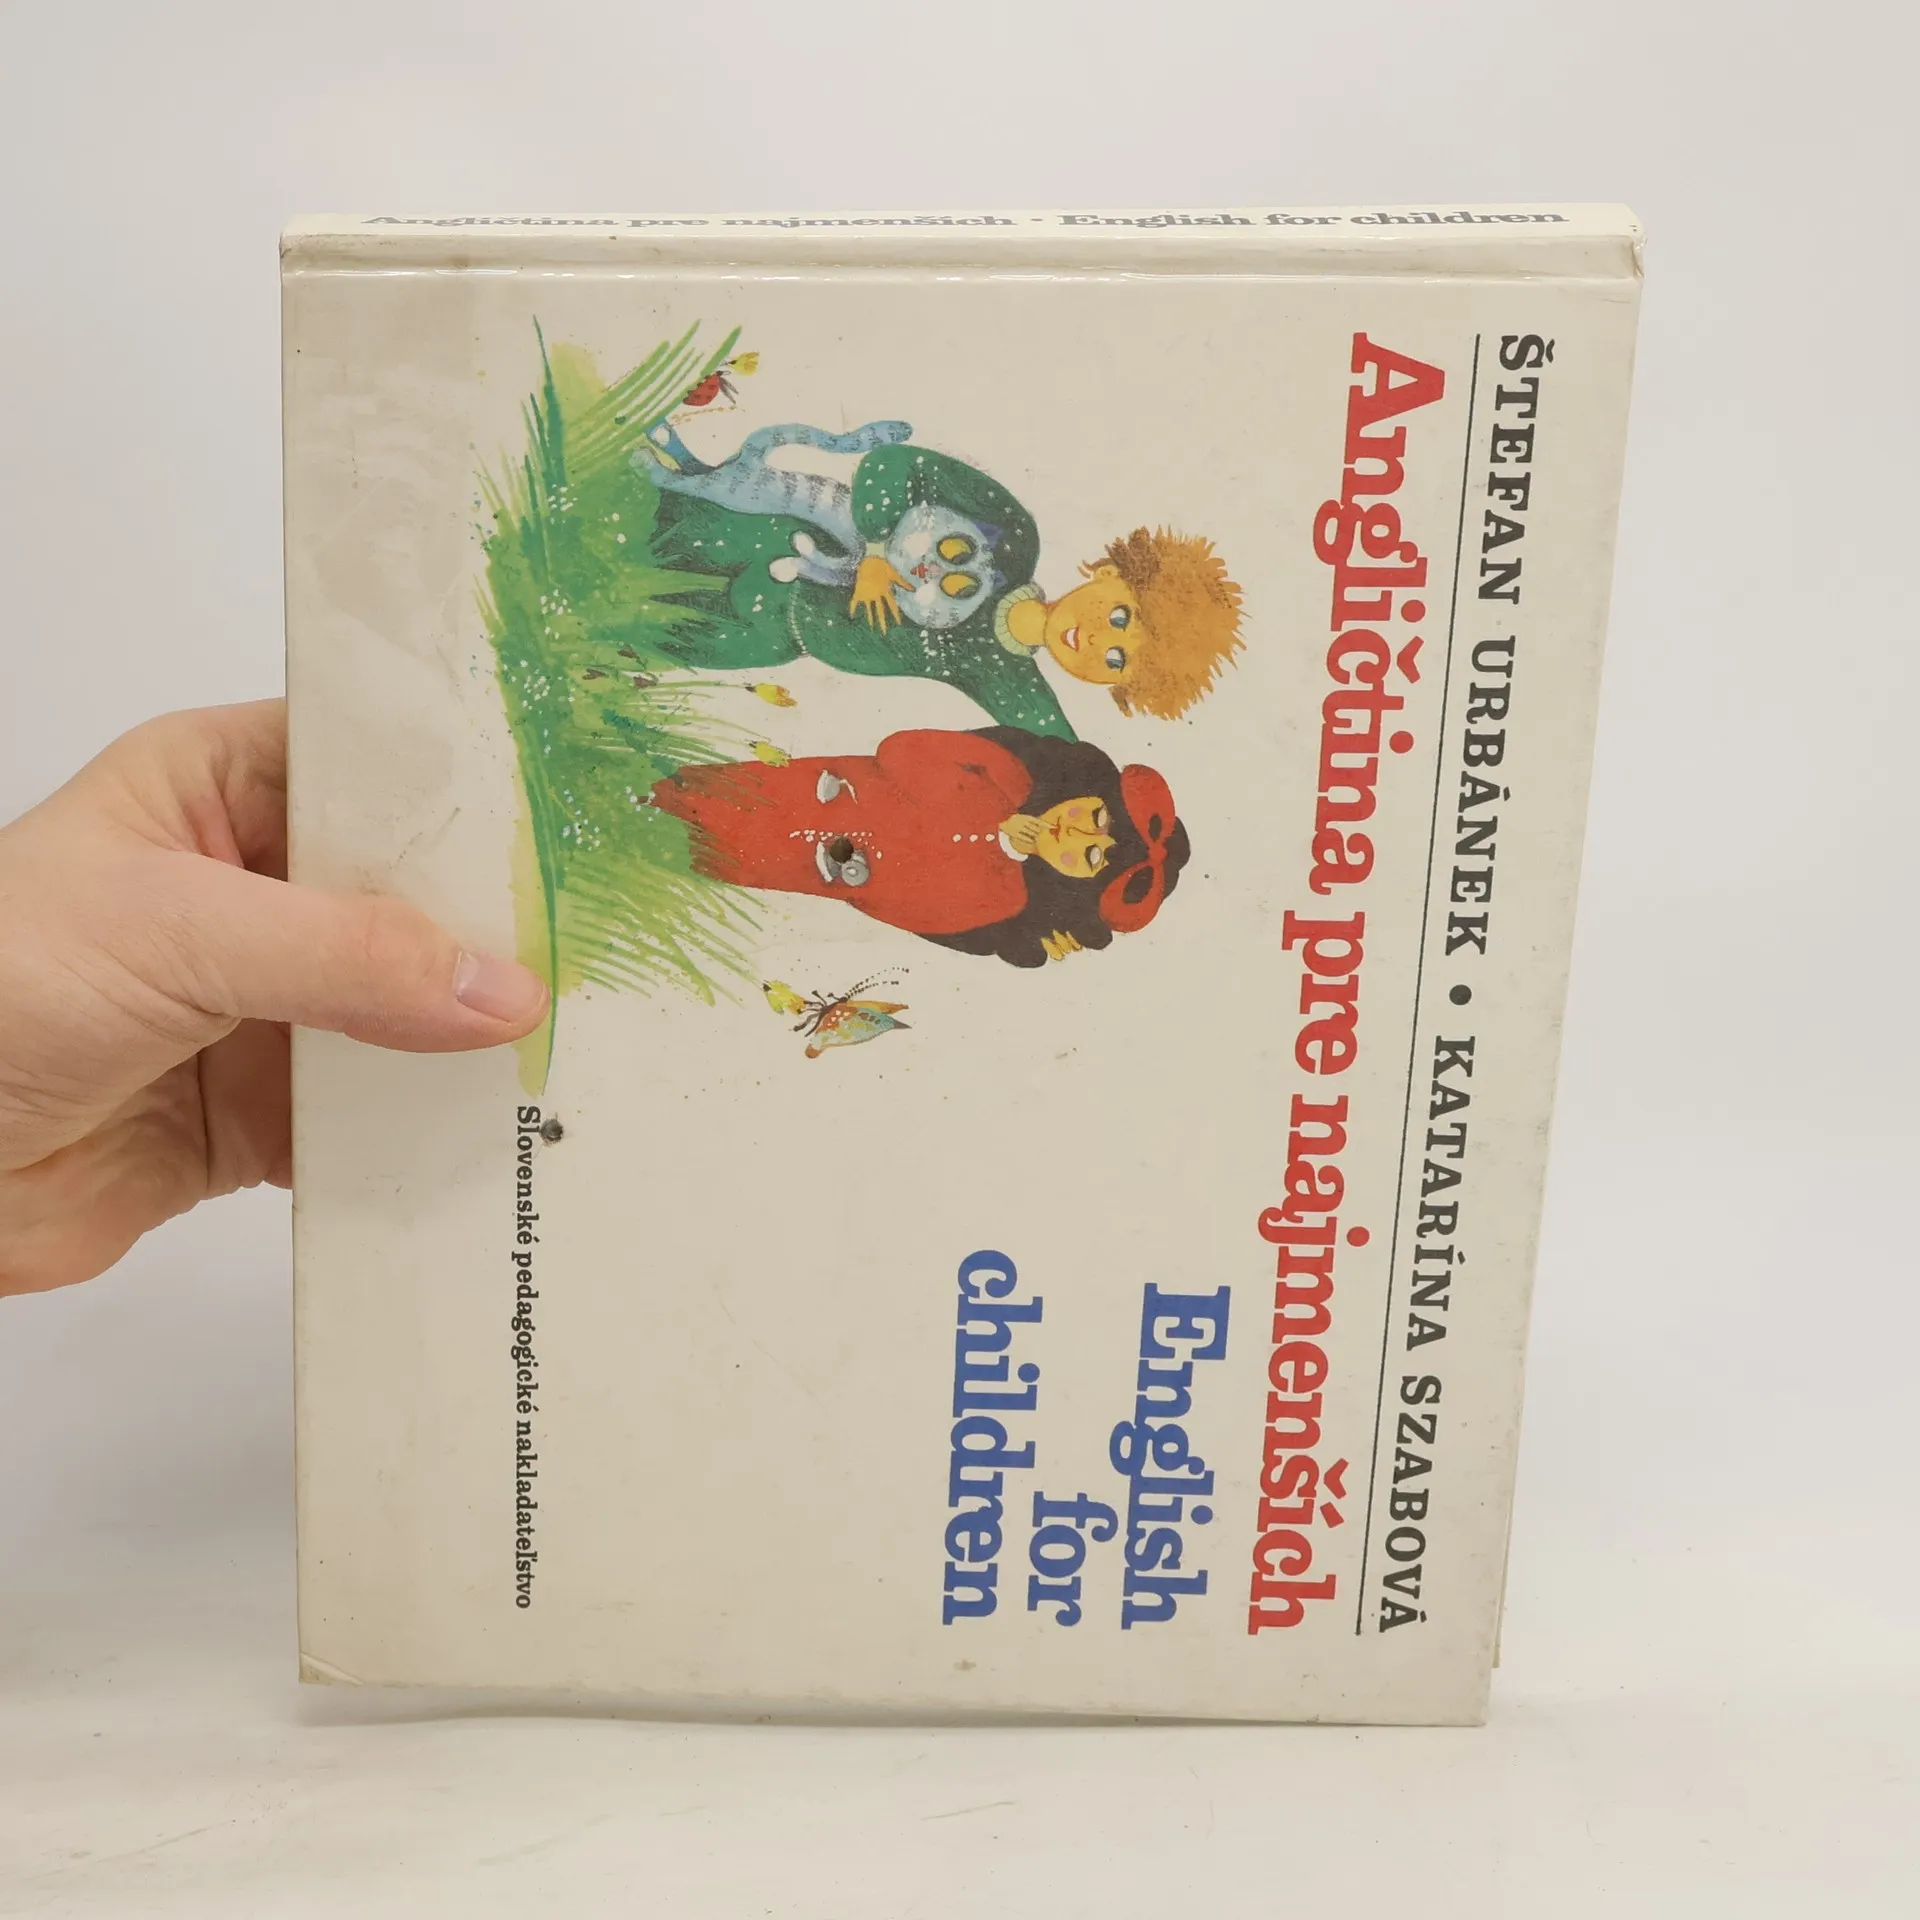 Angličtina pre najmenších · English for children
ŠTEFAN URBÁNEK • KATARÍNA SZABOVÁ
Angličtina pre najmenších
English
for
children
Slovenské pedagogické nakladateľstvo